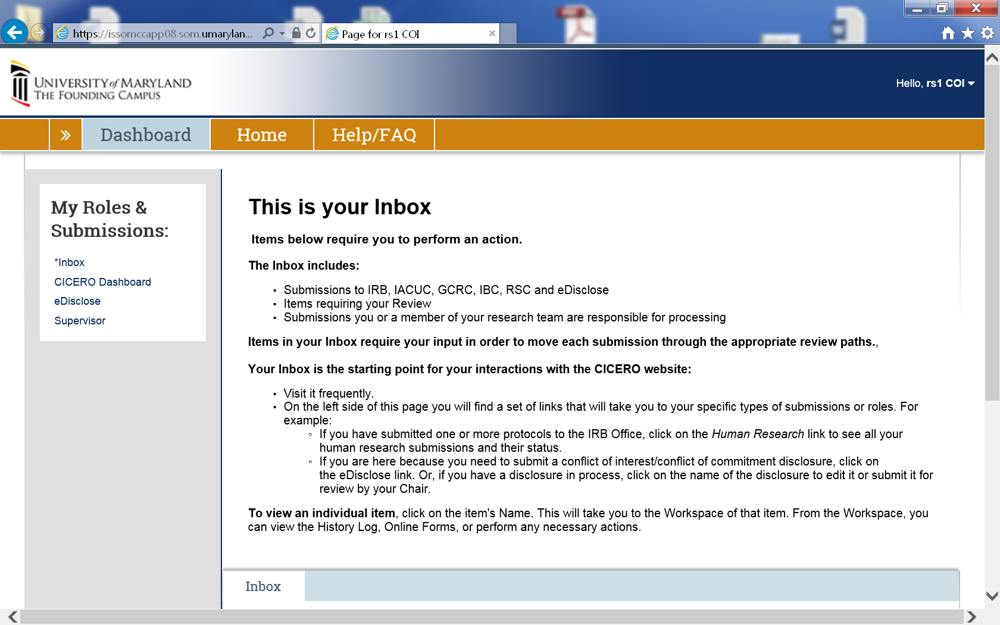 https://issomccapp08.som.umarylan...
Page for rs1 COI
UNIVERSITY of MARYLAND
THE FOUNDING CAMPUS
Hello, rs1 COI
Dashboard
Home
Help/FAQ
My Roles &
Submissions:
*Inbox
CICERO Dashboard
eDisclose
Supervisor
This is your Inbox
Items below require you to perform an action.
The Inbox includes:
• Submissions to IRB, IACUC, GCRC, IBC, RSC and eDisclose
• Items requiring your Review
• Submissions you or a member of your research team are responsible for processing
Items in your Inbox require your input in order to move each submission through the appropriate review paths.,
Your Inbox is the starting point for your interactions with the CICERO website:
• Visit it frequently.
• On the left side of this page you will find a set of links that will take you to your specific types of submissions or roles. For
example:
◦ If you have submitted one or more protocols to the IRB Office, click on the Human Research link to see all your
human research submissions and their status.
◦ If you are here because you need to submit a conflict of interest/conflict of commitment disclosure, click on
the eDisclose link. Or, if you have a disclosure in process, click on the name of the disclosure to edit it or submit it for
review by your Chair.
To view an individual item, click on the item's Name. This will take you to the Workspace of that item. From the Workspace, you
can view the History Log, Online Forms, or perform any necessary actions.
Inbox